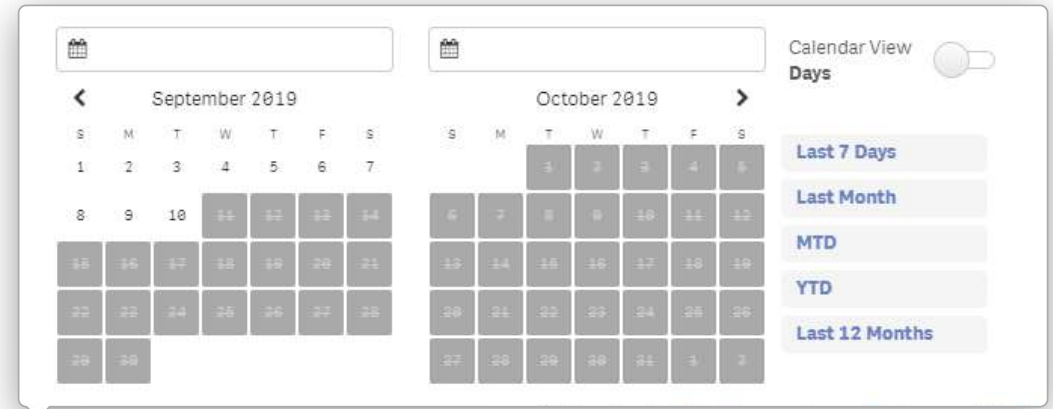 Calendar View
Days
September 2019
S M T W T F S
1 2 3 4 5 6 7
8 9 10 11 12 13 14
15 16 17 18 19 20 21
22 23 24 25 26 27 28
29 30
October 2019
S M T W T F S
1 2 3 4 5
6 7 8 9 10 11 12
13 14 15 16 17 18 19
20 21 22 23 24 25 26
27 28 29 30 31 1 2
Last 7 Days
Last Month
MTD
YTD
Last 12 Months